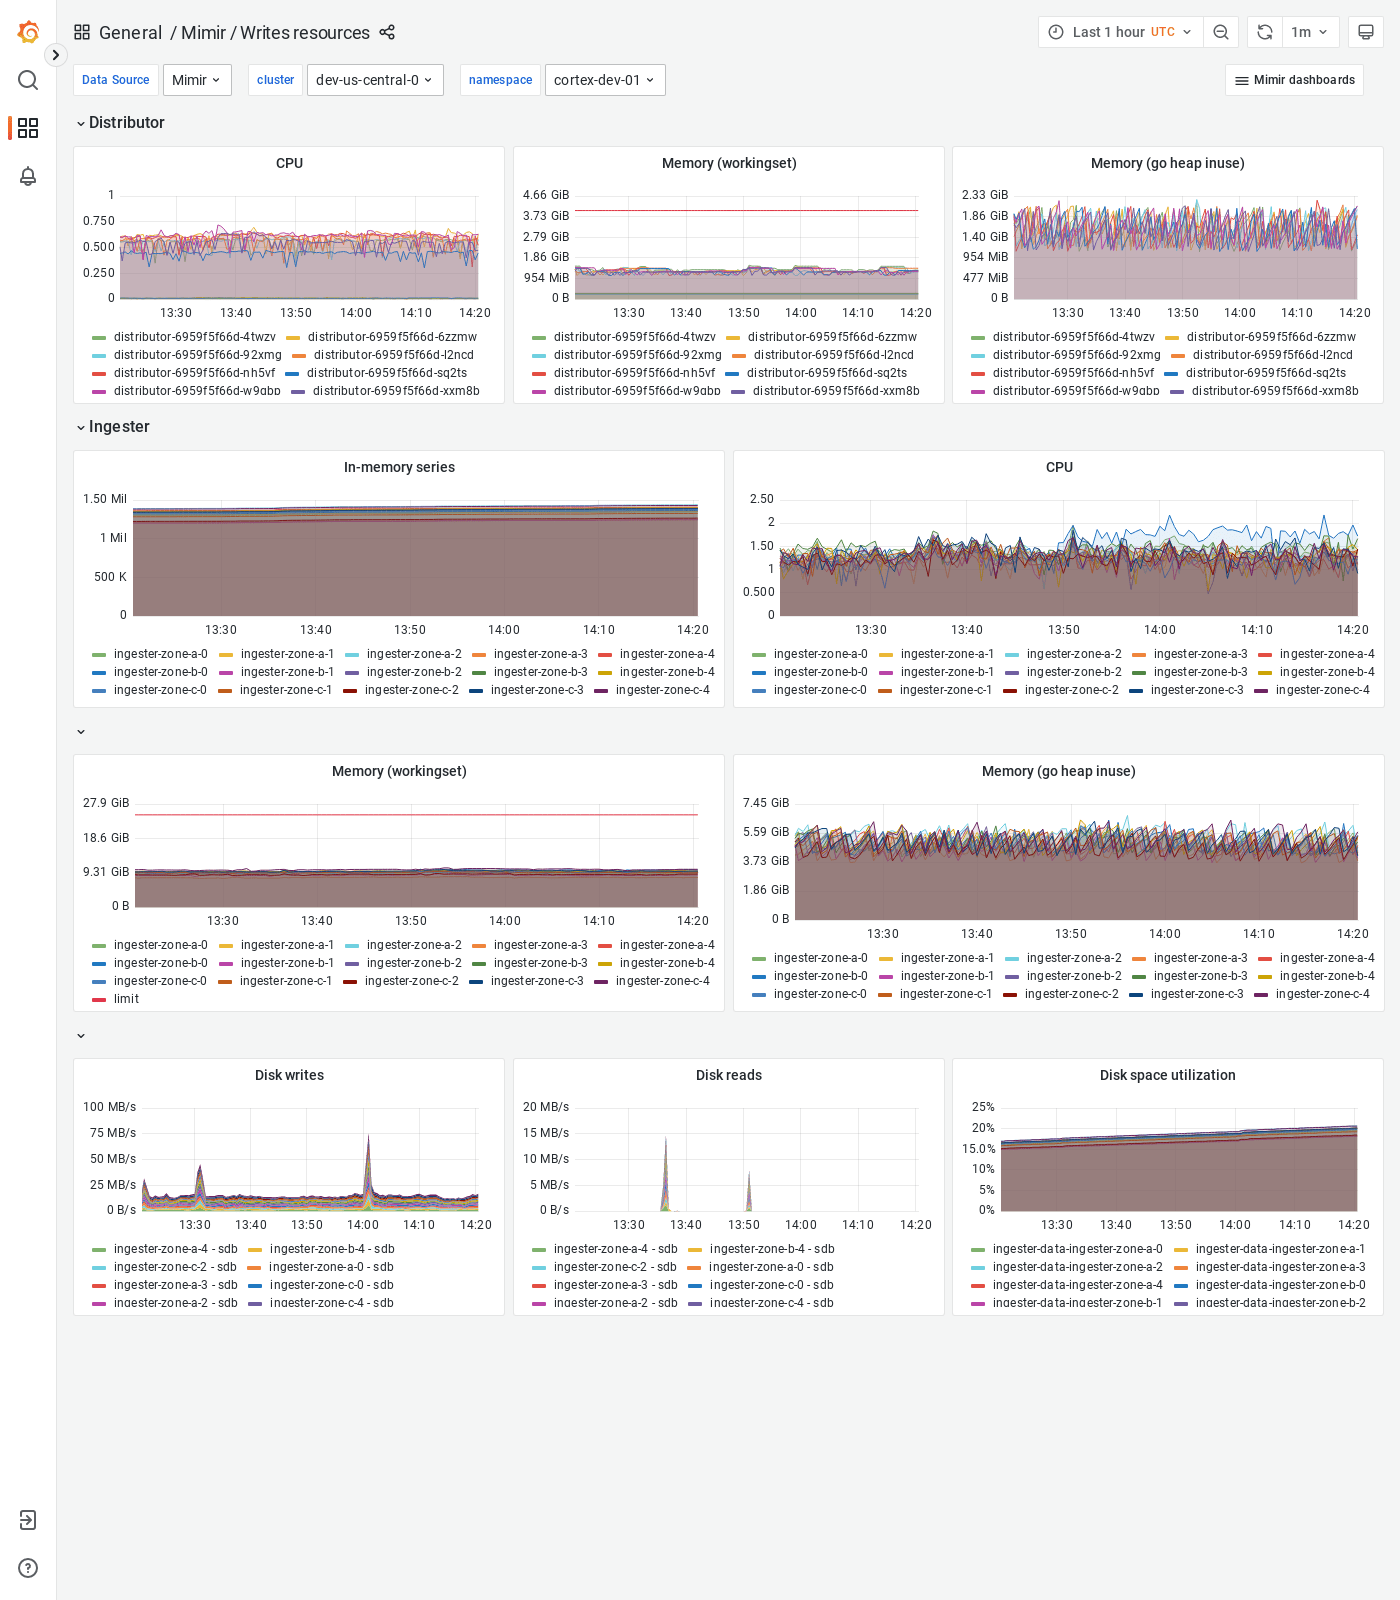 General / Mimir / Writes resources
Last 1 hour UTC
1m
Data Source Mimir cluster dev-us-central-0 namespace cortex-dev-01
Mimir dashboards
Distributor
CPU
1
0.750
0.500
0.250
0
13:30 13:40 13:50 14:00 14:10 14:20
distributor-6959f5f66d-4twzv distributor-6959f5f66d-6zzmw
distributor-6959f5f66d-92xmg distributor-6959f5f66d-l2ncd
distributor-6959f5f66d-nh5vf distributor-6959f5f66d-sq2ts
distributor-6959f5f66d-w9gbp distributor-6959f5f66d-xxm8b
Memory (workingset)
4.66 GiB
3.73 GiB
2.79 GiB
1.86 GiB
954 MiB
0 B
13:30 13:40 13:50 14:00 14:10 14:20
distributor-6959f5f66d-4twzv distributor-6959f5f66d-6zzmw
distributor-6959f5f66d-92xmg distributor-6959f5f66d-l2ncd
distributor-6959f5f66d-nh5vf distributor-6959f5f66d-sq2ts
distributor-6959f5f66d-w9gbp distributor-6959f5f66d-xxm8b
Memory (go heap inuse)
2.33 GiB
1.86 GiB
1.40 GiB
954 MiB
477 MiB
0 B
13:30 13:40 13:50 14:00 14:10 14:20
distributor-6959f5f66d-4twzv distributor-6959f5f66d-6zzmw
distributor-6959f5f66d-92xmg distributor-6959f5f66d-l2ncd
distributor-6959f5f66d-nh5vf distributor-6959f5f66d-sq2ts
distributor-6959f5f66d-w9gbp distributor-6959f5f66d-xxm8b
Ingester
In-memory series
1.50 Mil
1 Mil
500 K
0
13:30 13:40 13:50 14:00 14:10 14:20
ingester-zone-a-0 ingester-zone-a-1 ingester-zone-a-2 ingester-zone-a-3 ingester-zone-a-4
ingester-zone-b-0 ingester-zone-b-1 ingester-zone-b-2 ingester-zone-b-3 ingester-zone-b-4
ingester-zone-c-0 ingester-zone-c-1 ingester-zone-c-2 ingester-zone-c-3 ingester-zone-c-4
CPU
2.50
2
1.50
1
0.500
0
13:30 13:40 13:50 14:00 14:10 14:20
ingester-zone-a-0 ingester-zone-a-1 ingester-zone-a-2 ingester-zone-a-3 ingester-zone-a-4
ingester-zone-b-0 ingester-zone-b-1 ingester-zone-b-2 ingester-zone-b-3 ingester-zone-b-4
ingester-zone-c-0 ingester-zone-c-1 ingester-zone-c-2 ingester-zone-c-3 ingester-zone-c-4
Memory (workingset)
27.9 GiB
18.6 GiB
9.31 GiB
0 B
13:30 13:40 13:50 14:00 14:10 14:20
ingester-zone-a-0 ingester-zone-a-1 ingester-zone-a-2 ingester-zone-a-3 ingester-zone-a-4
ingester-zone-b-0 ingester-zone-b-1 ingester-zone-b-2 ingester-zone-b-3 ingester-zone-b-4
ingester-zone-c-0 ingester-zone-c-1 ingester-zone-c-2 ingester-zone-c-3 ingester-zone-c-4
limit
Memory (go heap inuse)
7.45 GiB
5.59 GiB
3.73 GiB
1.86 GiB
0 B
13:30 13:40 13:50 14:00 14:10 14:20
ingester-zone-a-0 ingester-zone-a-1 ingester-zone-a-2 ingester-zone-a-3 ingester-zone-a-4
ingester-zone-b-0 ingester-zone-b-1 ingester-zone-b-2 ingester-zone-b-3 ingester-zone-b-4
ingester-zone-c-0 ingester-zone-c-1 ingester-zone-c-2 ingester-zone-c-3 ingester-zone-c-4
Disk writes
100 MB/s
75 MB/s
50 MB/s
25 MB/s
0 B/s
13:30 13:40 13:50 14:00 14:10 14:20
ingester-zone-a-4 - sdb ingester-zone-b-4 - sdb
ingester-zone-c-2 - sdb ingester-zone-a-0 - sdb
ingester-zone-a-3 - sdb ingester-zone-c-0 - sdb
ingester-zone-a-2 - sdb ingester-zone-c-4 - sdb
Disk reads
20 MB/s
15 MB/s
10 MB/s
5 MB/s
0 B/s
13:30 13:40 13:50 14:00 14:10 14:20
ingester-zone-a-4 - sdb ingester-zone-b-4 - sdb
ingester-zone-c-2 - sdb ingester-zone-a-0 - sdb
ingester-zone-a-3 - sdb ingester-zone-c-0 - sdb
ingester-zone-a-2 - sdb ingester-zone-c-4 - sdb
Disk space utilization
25%
20%
15.0%
10%
5%
0%
13:30 13:40 13:50 14:00 14:10 14:20
ingester-data-ingester-zone-a-0 ingester-data-ingester-zone-a-1
ingester-data-ingester-zone-a-2 ingester-data-ingester-zone-a-3
ingester-data-ingester-zone-a-4 ingester-data-ingester-zone-b-0
ingester-data-ingester-zone-b-1 ingester-data-ingester-zone-b-2